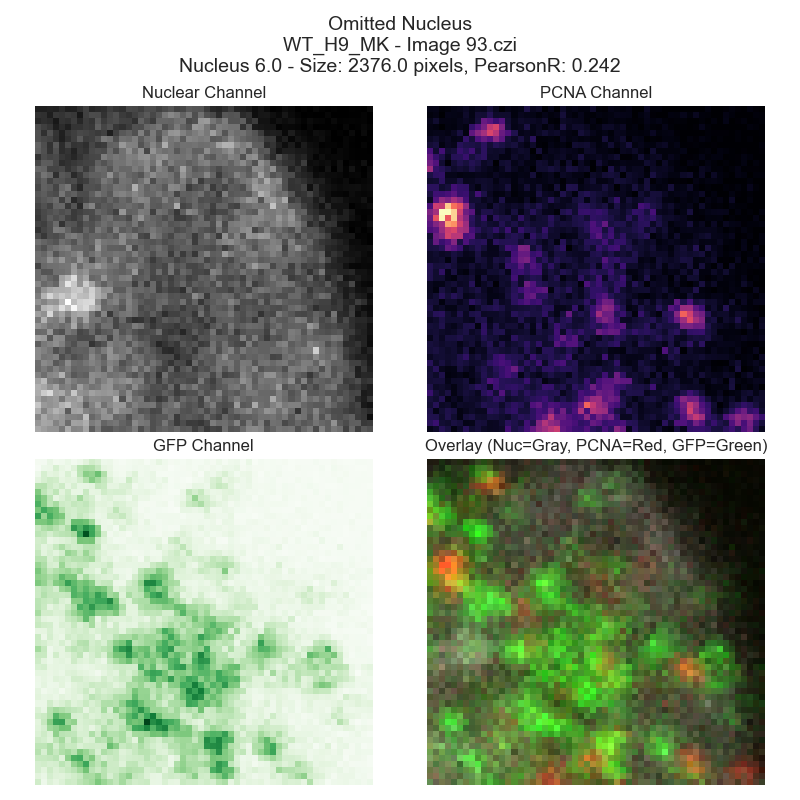 Omitted Nucleus
WT_H9_MK - Image 93.czi
Nucleus 6.0 - Size: 2376.0 pixels, PearsonR: 0.242
Nuclear Channel
PCNA Channel
GFP Channel
Overlay (Nuc=Gray, PCNA=Red, GFP=Green)